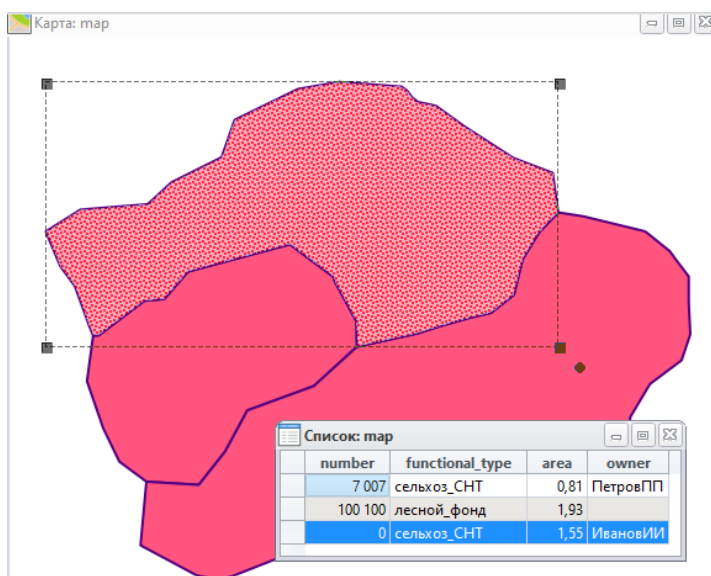 Карта: map
Список: map
number functional_type area owner
7 007 сельхоз_СНТ 0,81 ПетровПП
100 100 лесной_фонд 1,93
0 сельхоз_СНТ 1,55 ИвановИИ